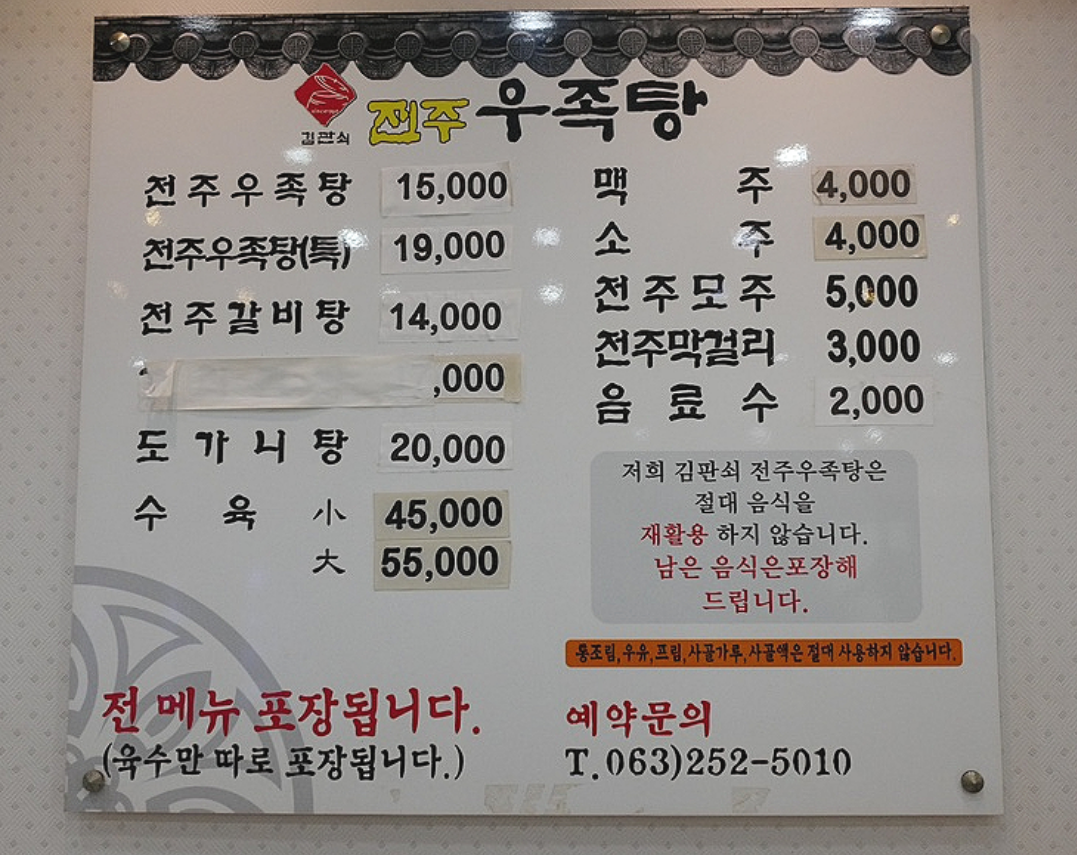 김판쇠
전주 우족탕
전주우족탕 15,000
전주우족탕(특) 19,000
전주갈비탕 14,000
,000
도가니탕 20,000
수육 小 45,000
大 55,000
맥주 4,000
소주 4,000
전주모주 5,000
전주막걸리 3,000
음료수 2,000
저희 김판쇠 전주우족탕은
절대 음식을
재활용 하지 않습니다.
남은 음식은포장해
드립니다.
통조림,우유,프림,사골가루,사골액은 절대 사용하지 않습니다.
전 메뉴 포장됩니다.
(육수만 따로 포장됩니다.)
예약문의
T.063)252-5010